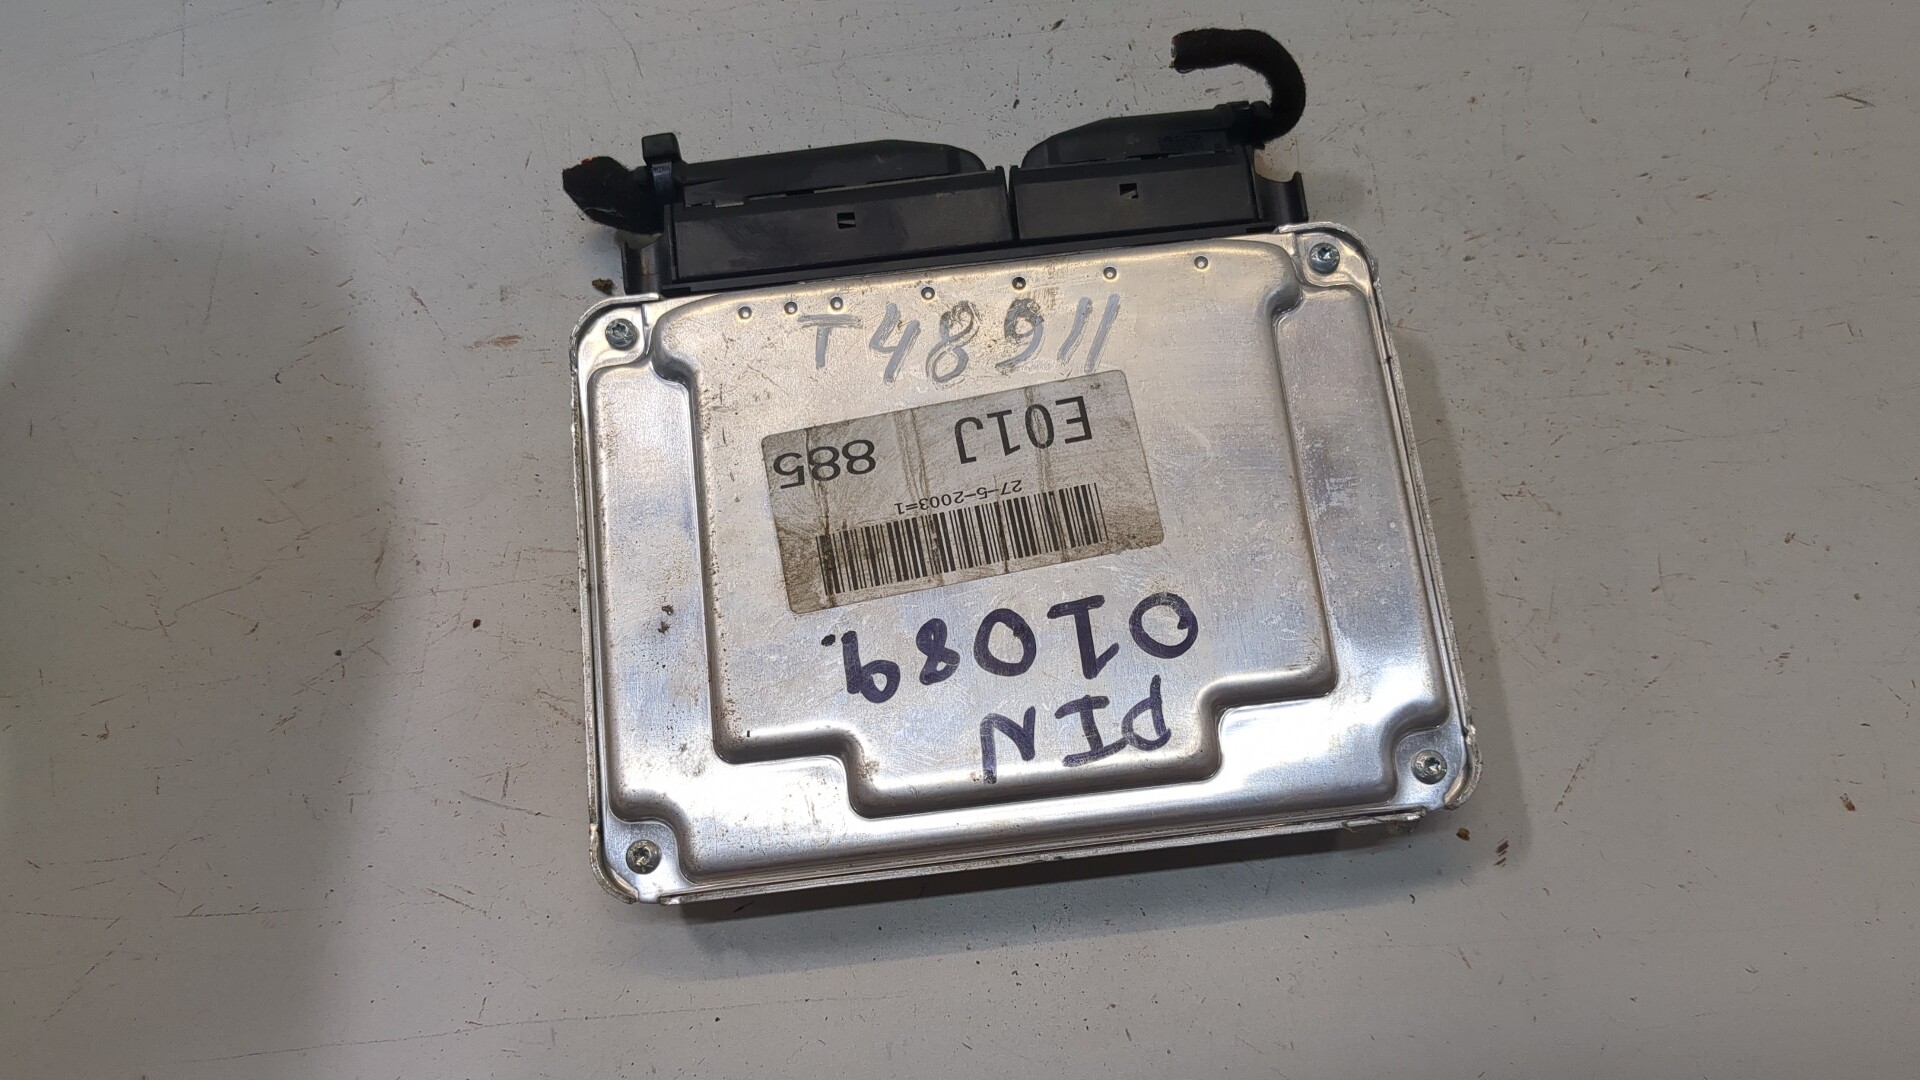 T48911
E01J 885
27-5-2003=1
PIN
01089.